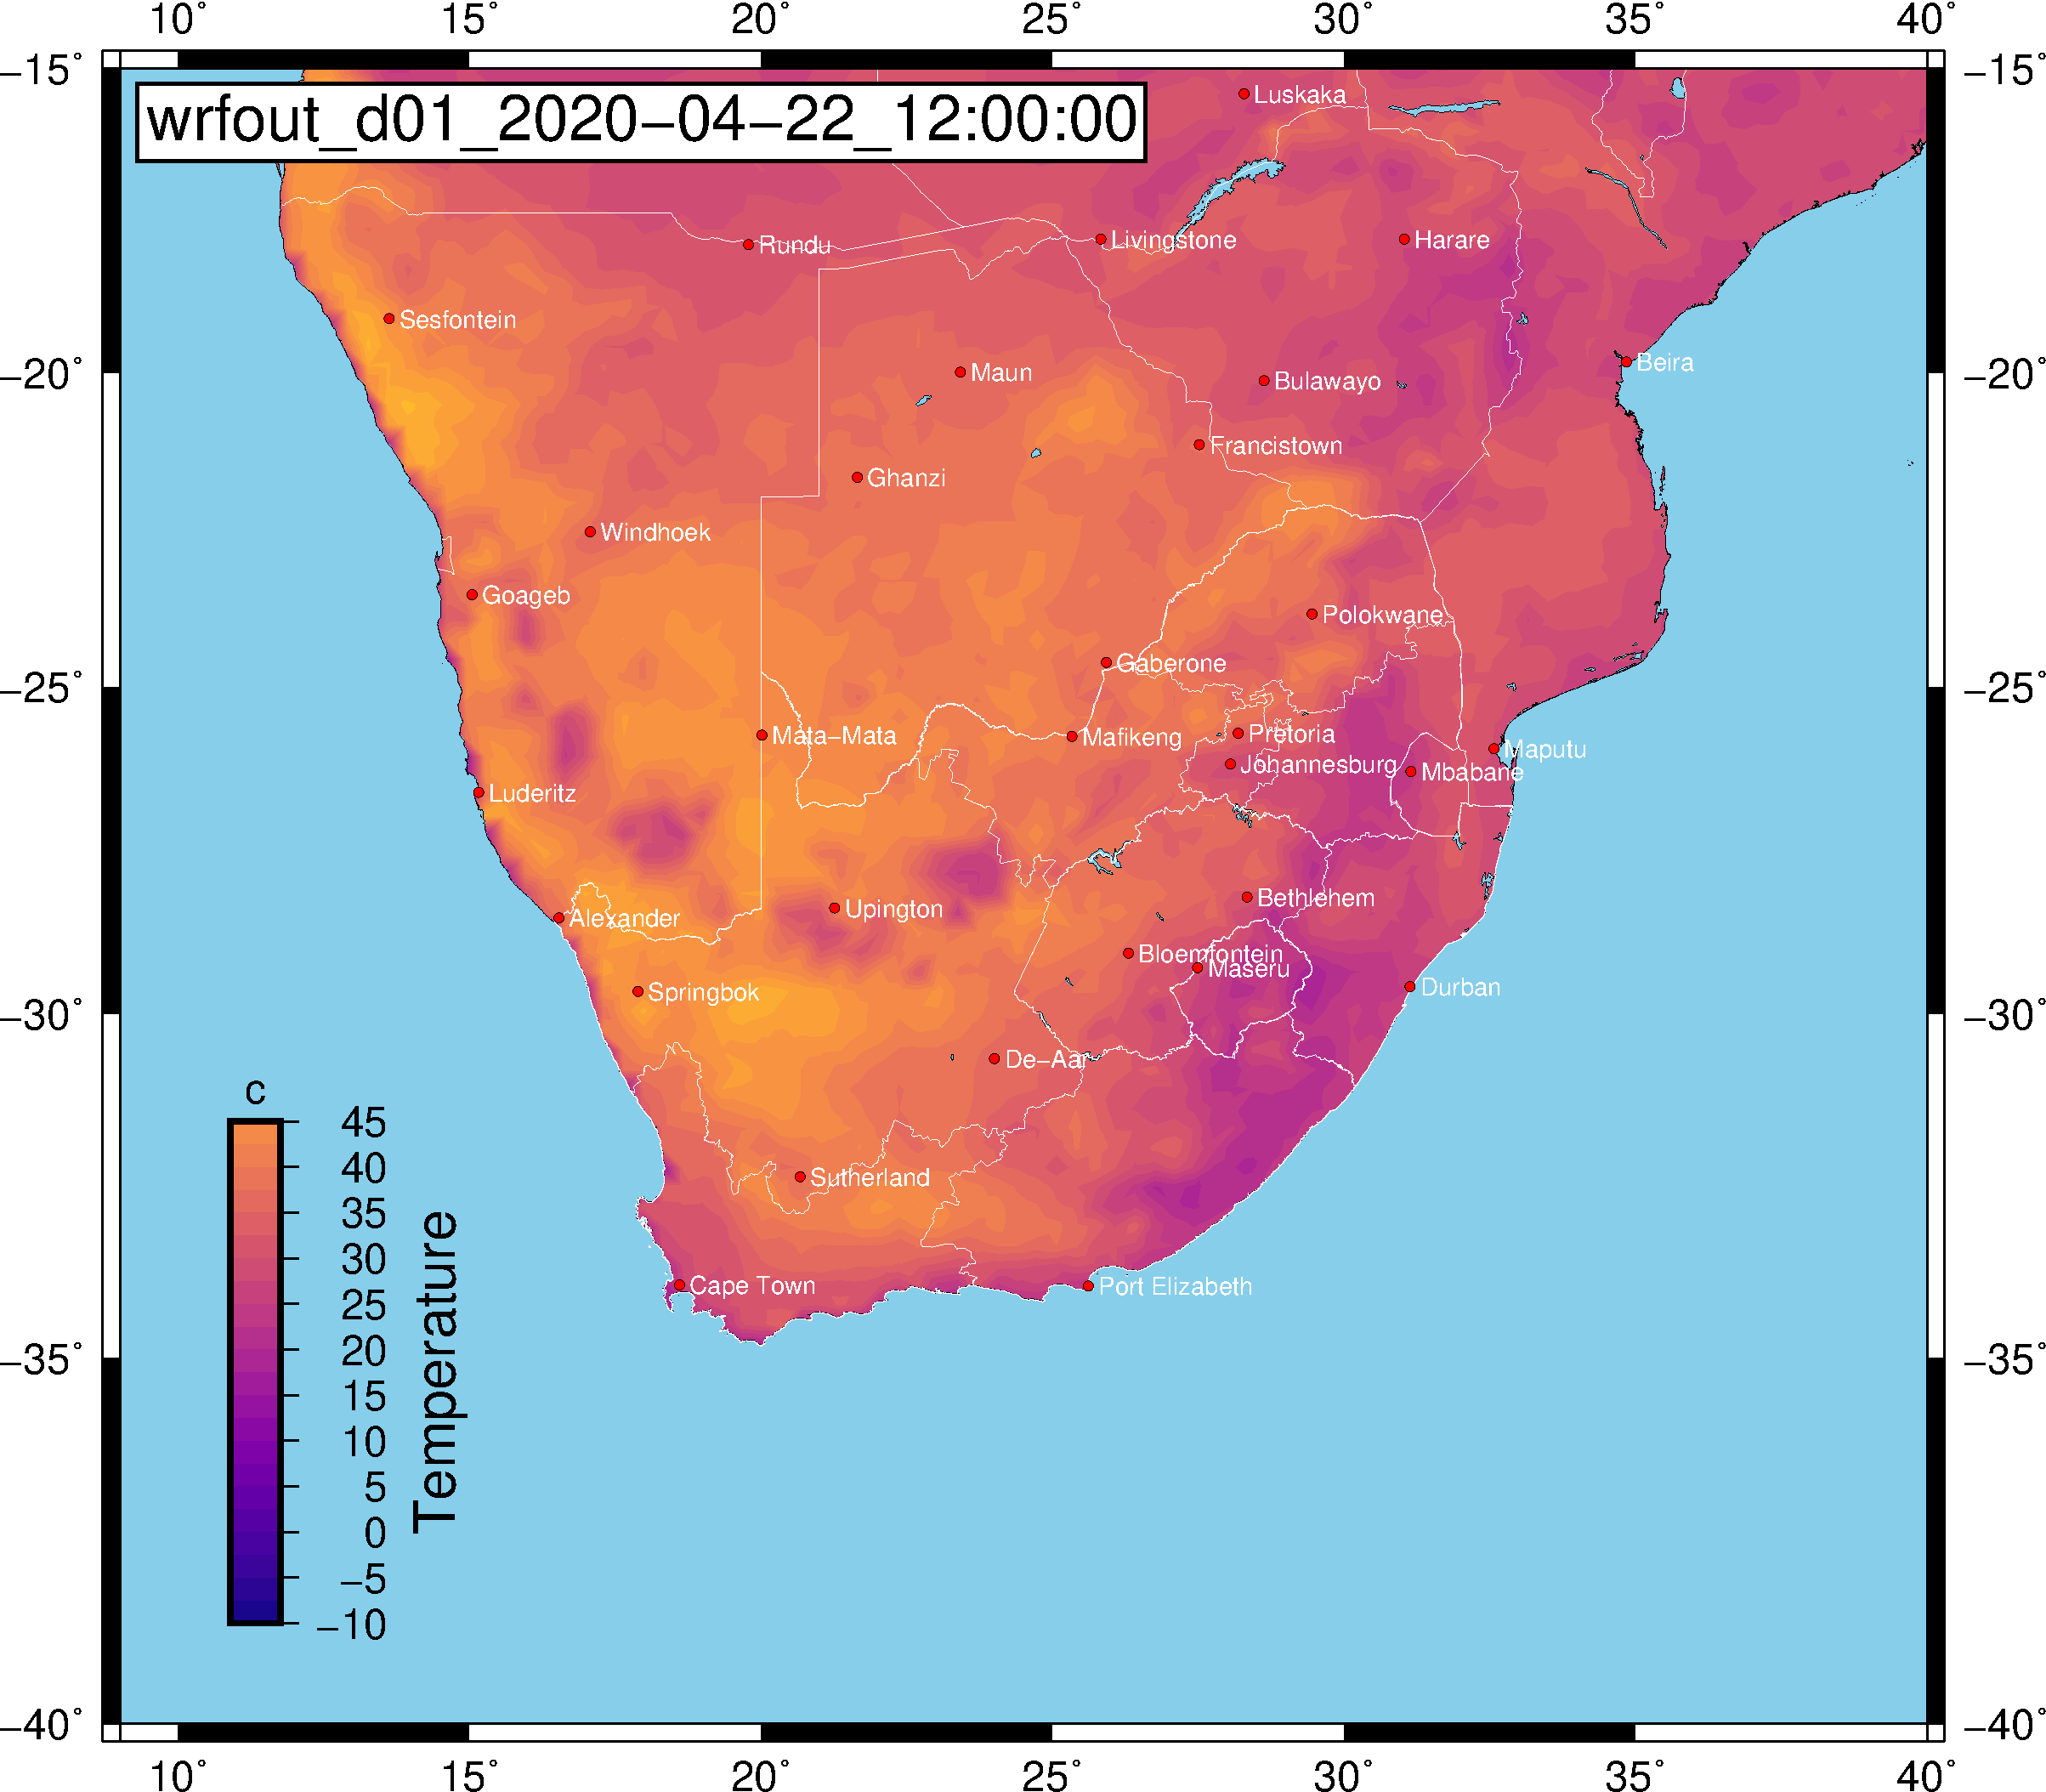 10° 15° 20° 25° 30° 35° 40°
−15° −15°
wrfout_d01_2020−04−22_12:00:00
Luskaka
Rundu
Livingstone
Harare
Sesfontein
−20° −20°
Maun
Bulawayo
Beira
Francistown
Ghanzi
Windhoek
Goageb
Polokwane
Gaberone
−25° −25°
Mata−Mata
Mafikeng
Pretoria
Maputu
Johannesburg
Mbabane
Luderitz
Bethlehem
Upington
Alexander
Bloemfontein
Maseru
Durban
Springbok
−30° −30°
De−Aar
Sutherland
Cape Town
Port Elizabeth
c
45
40
35
30
25
20
15
10
5
0
−5
−10
Temperature
−35° −35°
−40° −40°
10° 15° 20° 25° 30° 35° 40°